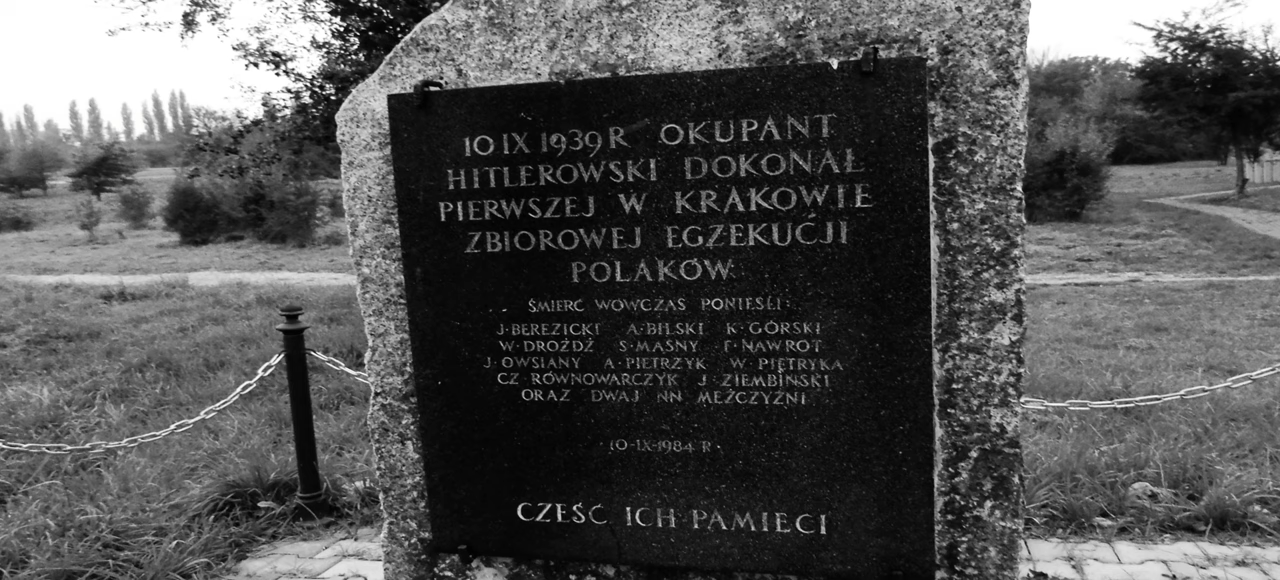 10 IX 1939 R OKUPANT
HITLEROWSKI DOKONAŁ
PIERWSZEJ W KRAKOWIE
ZBIOROWEJ EGZEKUCJI
POLAKÓW
ŚMIERĆ WÓWCZAS PONIEŚLI:
J·BEREZICKI A·BILSKI K·GÓRSKI
W·DROŻDŻ S·MASNY F·NAWROT
J·OWSIANY A·PIETRZYK W·PIETRYKA
CZ RÓWNOWARCZYK J·ZIEMBIŃSKI
ORAZ DWAJ NN MĘŻCZYŹNI
10·IX·1984 R·
CZEŚĆ ICH PAMIĘCI